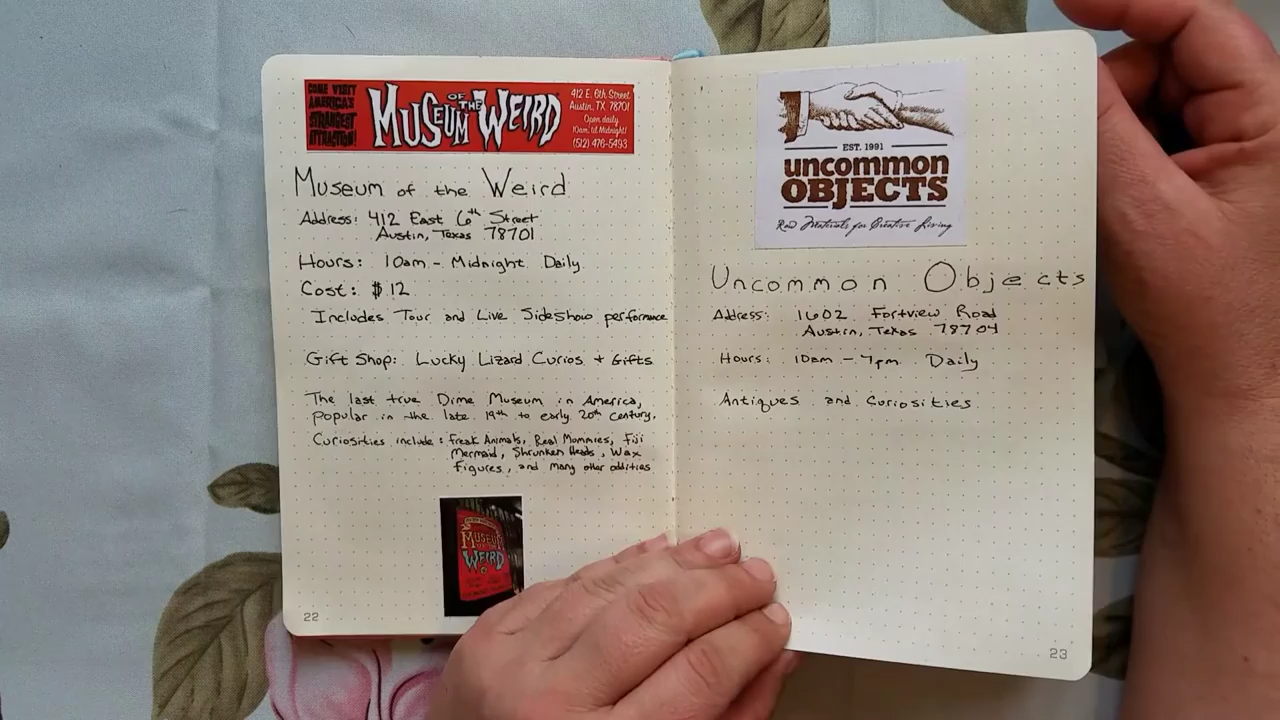 COME VISIT
AMERICA'S
STRANGEST
ATTRACTION!
MUSEUM OF THE WEIRD
412 E. 6th Street
Austin, TX 78701
Open daily
10am 'til Midnight!
(512) 476-5493
Museum of the Weird
Address: 412 East 6th Street
Austin, Texas 78701
Hours: 10am - Midnight Daily
Cost: $12
Includes Tour and Live Sideshow performance
Gift Shop: Lucky Lizard Curios + Gifts
The last true Dime Museum in America,
popular in the late 19th to early 20th century.
Curiosities include: Freak Animals, Real Mommies, Fiji
Mermaid, Shrunken Heads, Wax
Figures, and many other oddities
MUSEUM
OF THE
WEIRD
22
EST. 1991
uncommon
OBJECTS
Raw Materials for Creative Living
Uncommon Objects
Address: 1602 Fortview Road
Austin, Texas 78704
Hours: 10am - 7pm Daily
Antiques and Curiosities
23